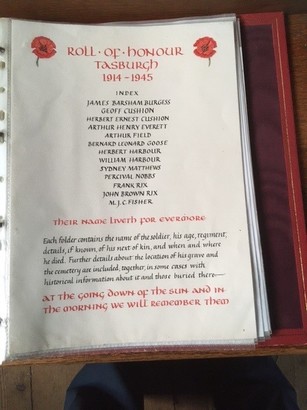 ROLL · OF · HONOUR
TASBURGH
1914 - 1945
INDEX
JAMES BARSHAM BURGESS
GEOFF CUSHION
HERBERT ERNEST CUSHION
ARTHUR HENRY EVERETT
ARTHUR FIELD
BERNARD LEONARD GOOSE
HERBERT HARBOUR
WILLIAM HARBOUR
SYDNEY MATTHEWS
PERCIVAL NOBBS
FRANK RIX
JOHN BROWN RIX
M.J.C. FISHER
THEIR NAME LIVETH FOR EVERMORE
Each folder contains the name of the soldier, his age, regiment,
details, if known, of his next of kin, and when and where
he died. Further details about the location of his grave and
the cemetery are included, together, in some cases with
historical information about it and those buried there
AT THE GOING DOWN OF THE SUN AND IN
THE MORNING WE WILL REMEMBER THEM